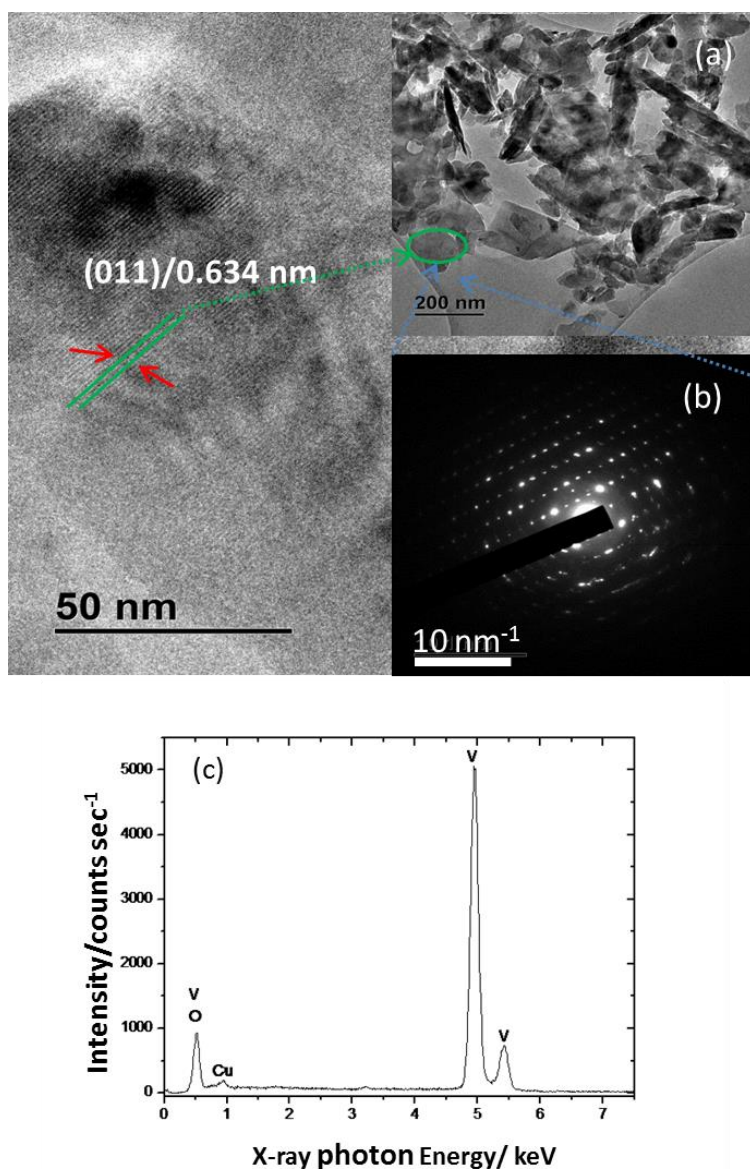 (a)
(011)/0.634 nm
200 nm
(b)
50 nm
10 nm⁻¹
(c)
V
5000
4000
3000
2000
V
O
1000
V
Cu
0
0 1 2 3 4 5 6 7
Intensity/counts sec⁻¹
X-ray photon Energy/ keV